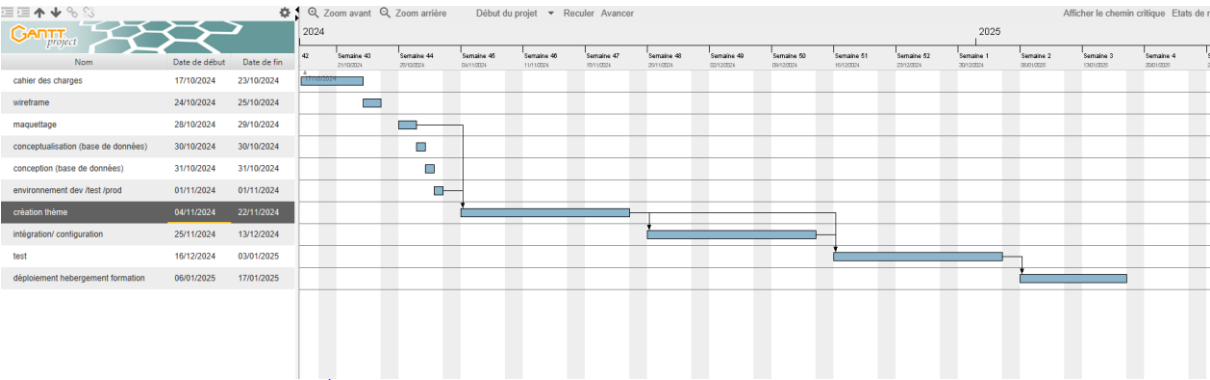 Zoom avant Zoom arrière Début du projet Reculer Avancer Afficher le chemin critique Etats de r
GANTT project
2024 2025
Nom Date de début Date de fin
42 Semaine 43 Semaine 44 Semaine 45 Semaine 46 Semaine 47 Semaine 48 Semaine 49 Semaine 50 Semaine 51 Semaine 52 Semaine 1 Semaine 2 Semaine 3 Semaine 4
cahier des charges 17/10/2024 23/10/2024
wireframe 24/10/2024 25/10/2024
maquettage 28/10/2024 29/10/2024
conceptualisation (base de données) 30/10/2024 30/10/2024
conception (base de données) 31/10/2024 31/10/2024
environnement dev /test /prod 01/11/2024 01/11/2024
création thème 04/11/2024 22/11/2024
intégration/ configuration 25/11/2024 13/12/2024
test 16/12/2024 03/01/2025
déploiement hebergement formation 06/01/2025 17/01/2025